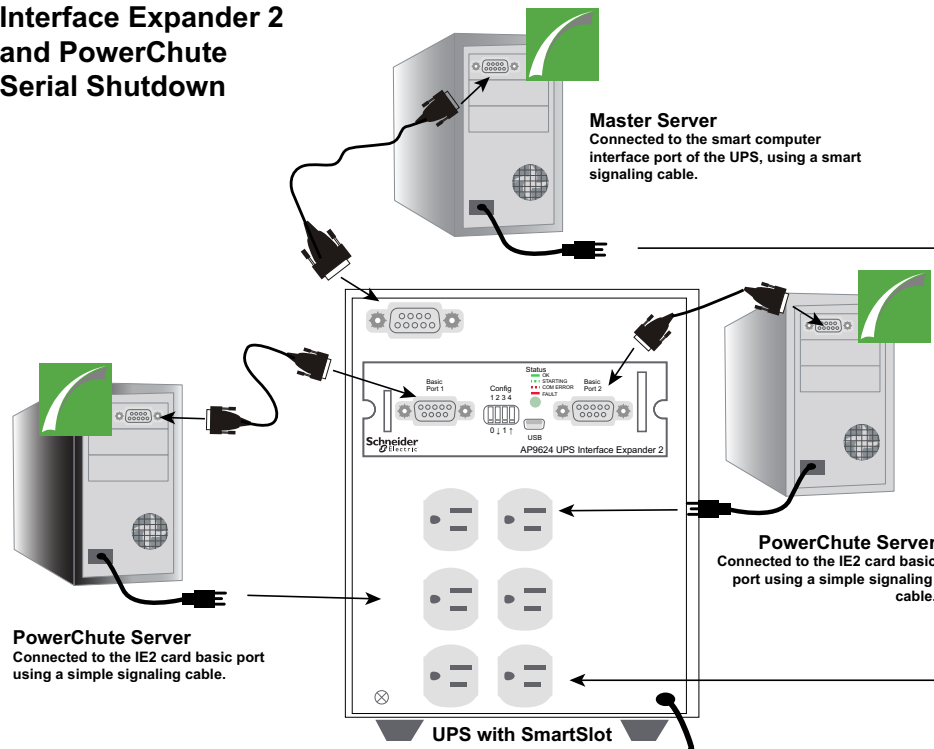 Interface Expander 2
and PowerChute
Serial Shutdown
Master Server
Connected to the smart computer
interface port of the UPS, using a smart
signaling cable.
Basic
Port 1
Config
1 2 3 4
0 ↓ 1 ↑
Status
OK
STARTING
COM ERROR
FAULT
USB
Basic
Port 2
Schneider
Electric
AP9624 UPS Interface Expander 2
PowerChute Server
Connected to the IE2 card basic
port using a simple signaling
cable.
PowerChute Server
Connected to the IE2 card basic port
using a simple signaling cable.
UPS with SmartSlot